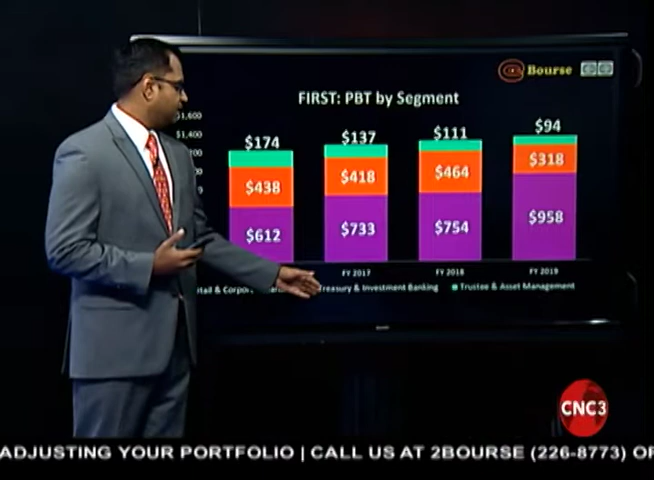 Bourse
FIRST: PBT by Segment
$1,600
$1,400
$174
$137
$111
$94
$438
$418
$464
$318
$612
$733
$754
$958
FY 2017
FY 2018
FY 2019
Treasury & Investment Banking
Trustee & Asset Management
CNC3
ADJUSTING YOUR PORTFOLIO | CALL US AT 2BOURSE (226-8773)